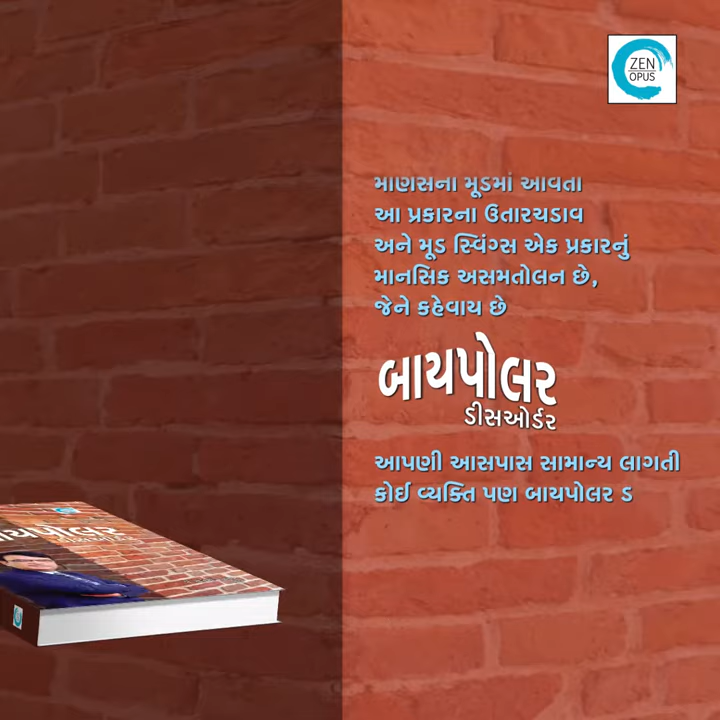 ZEN
OPUS
માણસના મૂડમાં આવતા
આ પ્રકારના ઉતારચડાવ
અને મૂડ સ્વિંગ્સ એક પ્રકારનું
માનસિક અસમતોલન છે,
જેને કહેવાય છે
બાયપોલર
ડીસઓર્ડર
આપણી આસપાસ સામાન્ય લાગતી
કોઈ વ્યક્તિ પણ બાયપોલર ડ